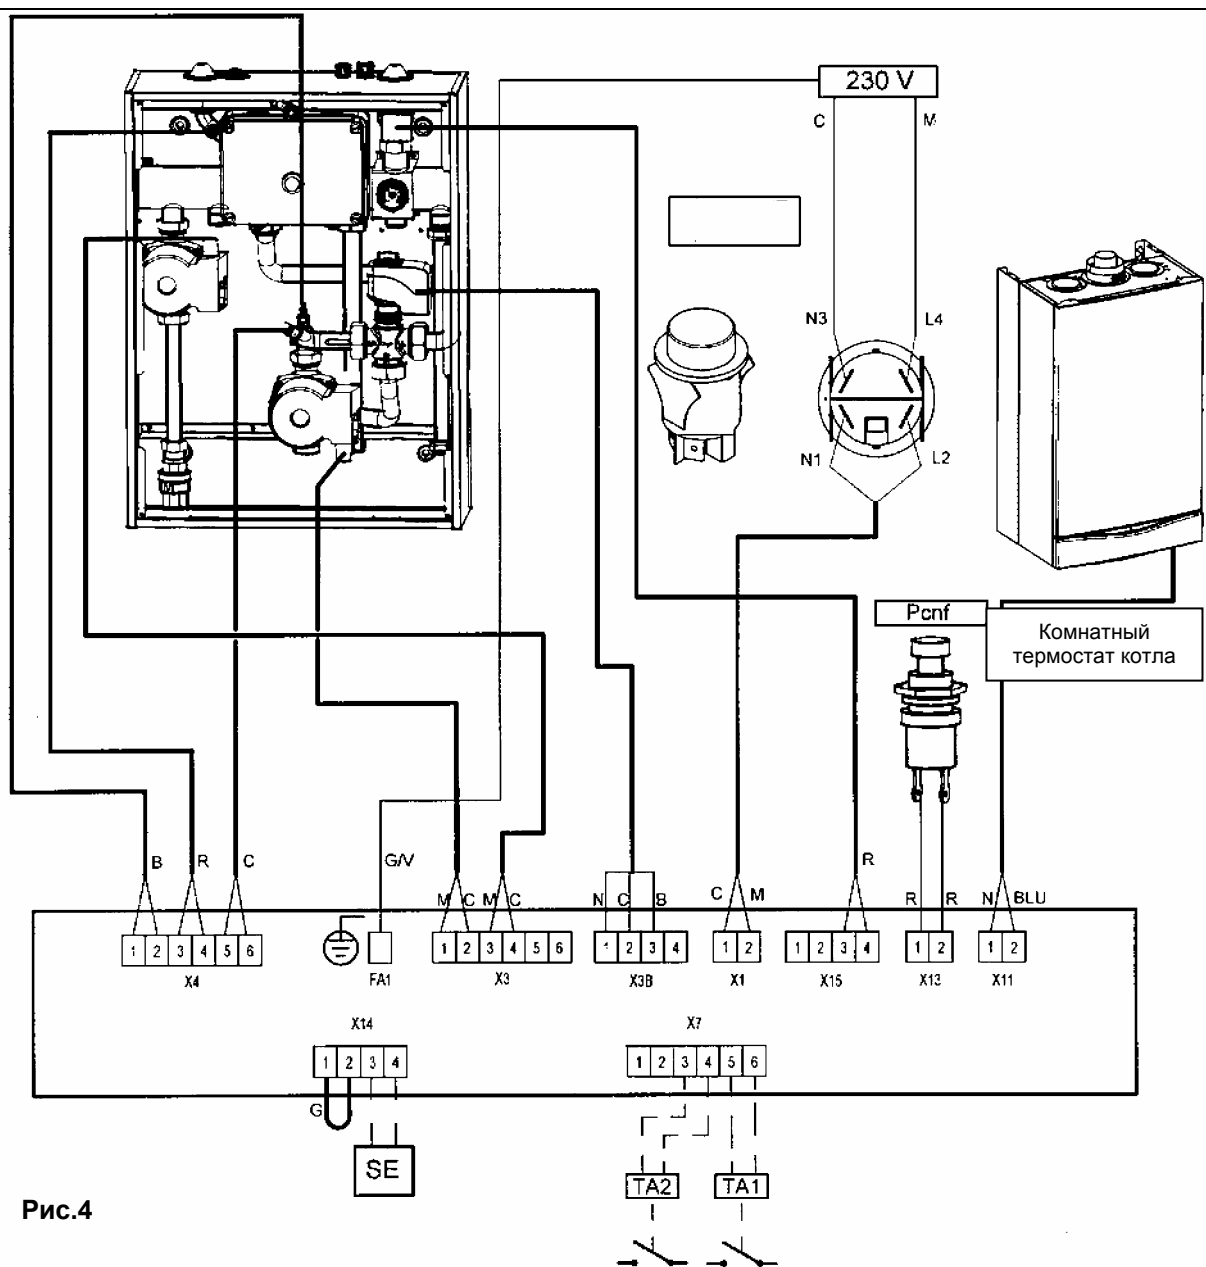 230 V
C M
N3 L4
N1 L2
Pcnf
Комнатный
термостат котла
B R C
G/V
M C M C
N C B
C M
R
R R
N BLU
1 2 3 4 5 6
X4
FA1
1 2 3 4 5 6
X3
1 2 3 4
X3B
1 2
X1
1 2 3 4
X15
1 2
X13
1 2
X11
X14
1 2 3 4
X7
1 2 3 4 5 6
G
SE
TA2
TA1
Рис.4